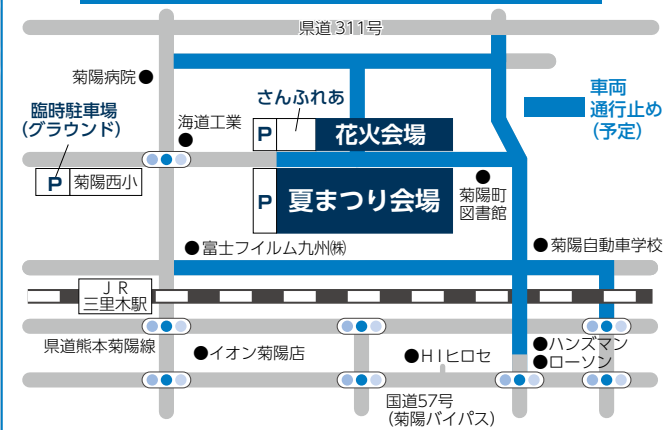 県道 311号
菊陽病院
臨時駐車場
(グラウンド)
海道工業
さんふれあ
P
花火会場
車両
通行止め
(予定)
P 菊陽西小
P
夏まつり会場
菊陽町
図書館
富士フイルム九州㈱
菊陽自動車学校
JR
三里木駅
県道熊本菊陽線
イオン菊陽店
HIヒロセ
ハンズマン
ローソン
国道57号
(菊陽バイパス)